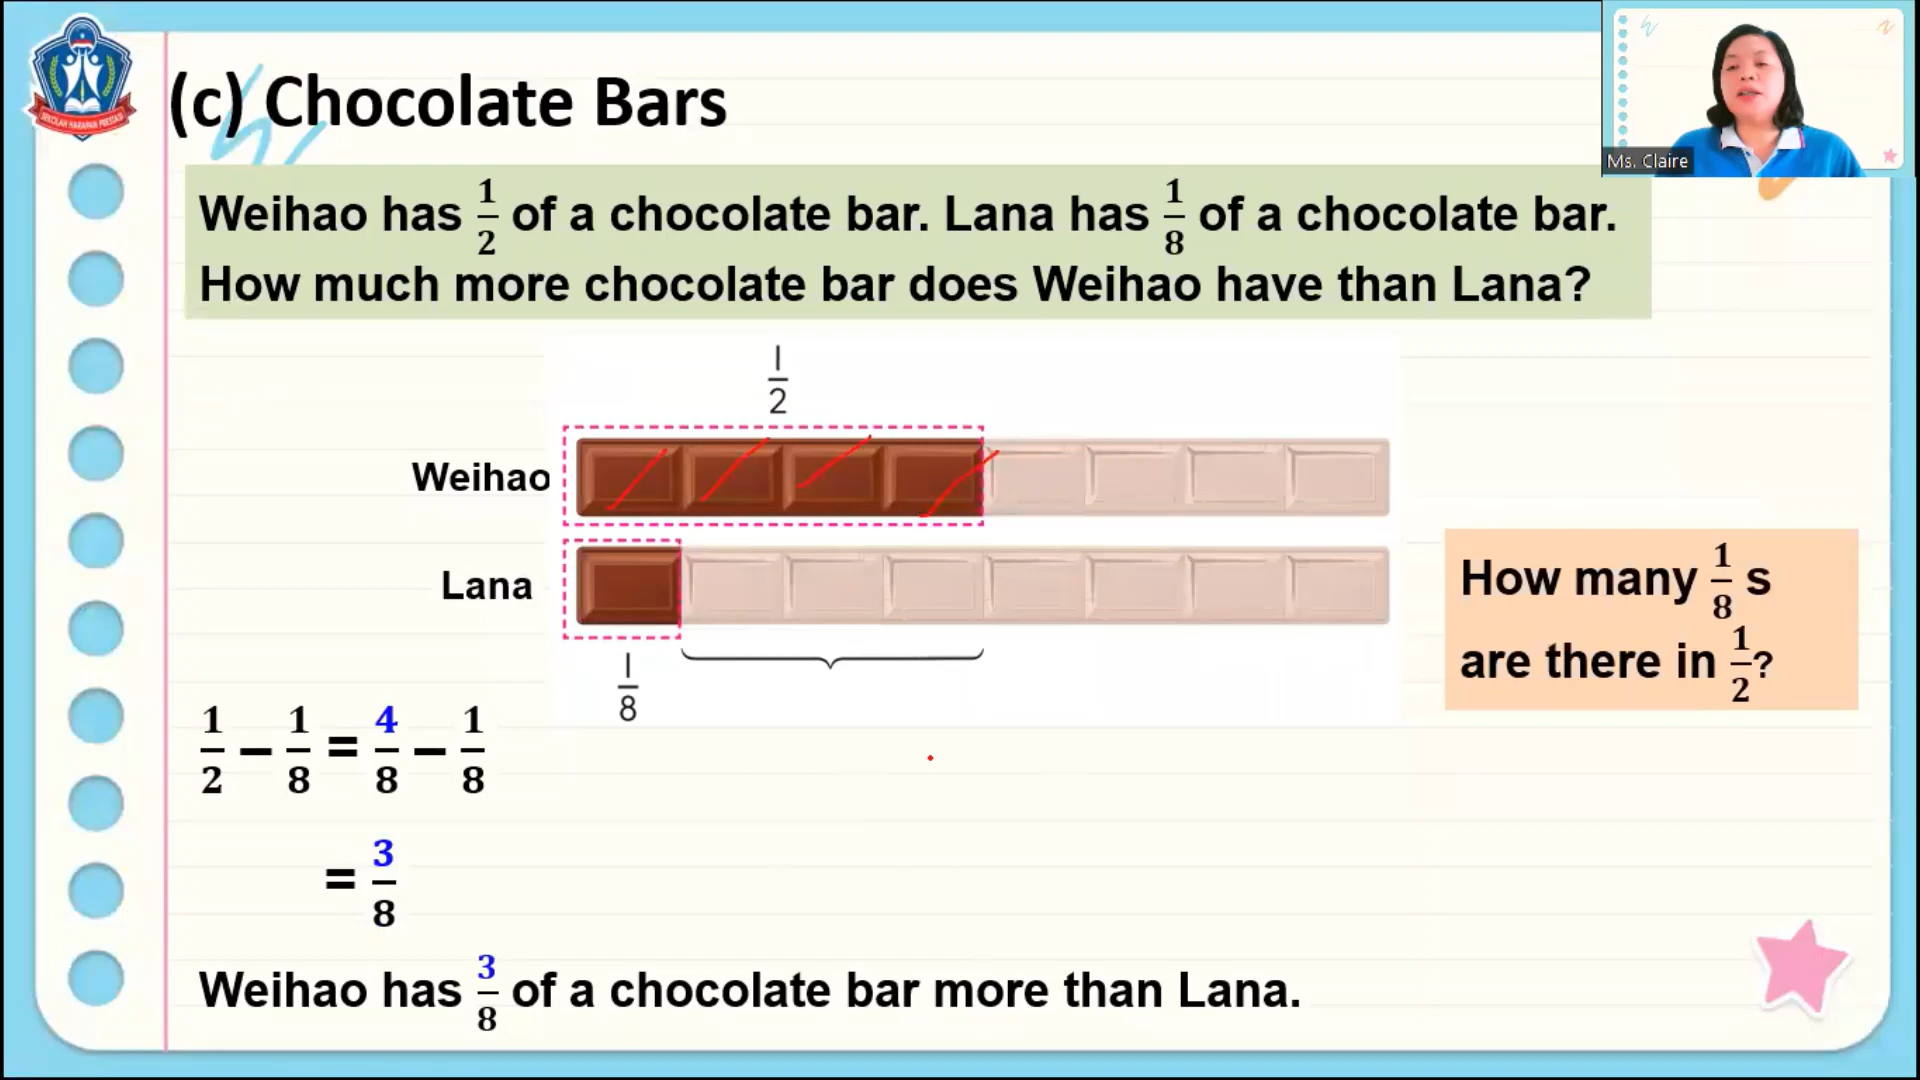 SEKOLAH HARAPAN PRESTASI
(c) Chocolate Bars
Ms. Claire
Weihao has 1/2 of a chocolate bar. Lana has 1/8 of a chocolate bar.
How much more chocolate bar does Weihao have than Lana?
1/2
Weihao
Lana
1/8
How many 1/8 s
are there in 1/2?
1/2 – 1/8 = 4/8 – 1/8
= 3/8
Weihao has 3/8 of a chocolate bar more than Lana.